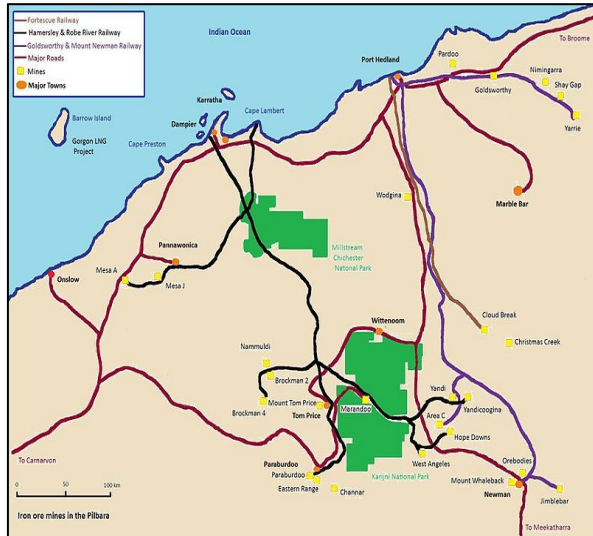 Fortescue Railway
Hamersley & Robe River Railway
Goldsworthy & Mount Newman Railway
Major Roads
Mines
Major Towns
Indian Ocean
To Broome
Port Hedland
Pardoo
Nimingarra
Goldsworthy
Shay Gap
Yarrie
Karratha
Cape Lambert
Dampier
Barrow Island
Gorgon LNG
Project
Cape Preston
Wodgina
Marble Bar
Millstream
Chichester
National Park
Pannawonica
Mesa A
Mesa J
Onslow
Wittenoom
Cloud Break
Christmas Creek
Nammuldi
Brockman 2
Brockman 4
Mount Tom Price
Tom Price
Marandoo
Yandi
Yandicoogina
Area C
Hope Downs
West Angeles
To Carnarvon
Paraburdoo
Paraburdoo
Eastern Range
Channar
Karijni National Park
Orebodies
Mount Whaleback
Newman
Jimblebar
To Meekatharra
0 50 100 km
Iron ore mines in the Pilbara